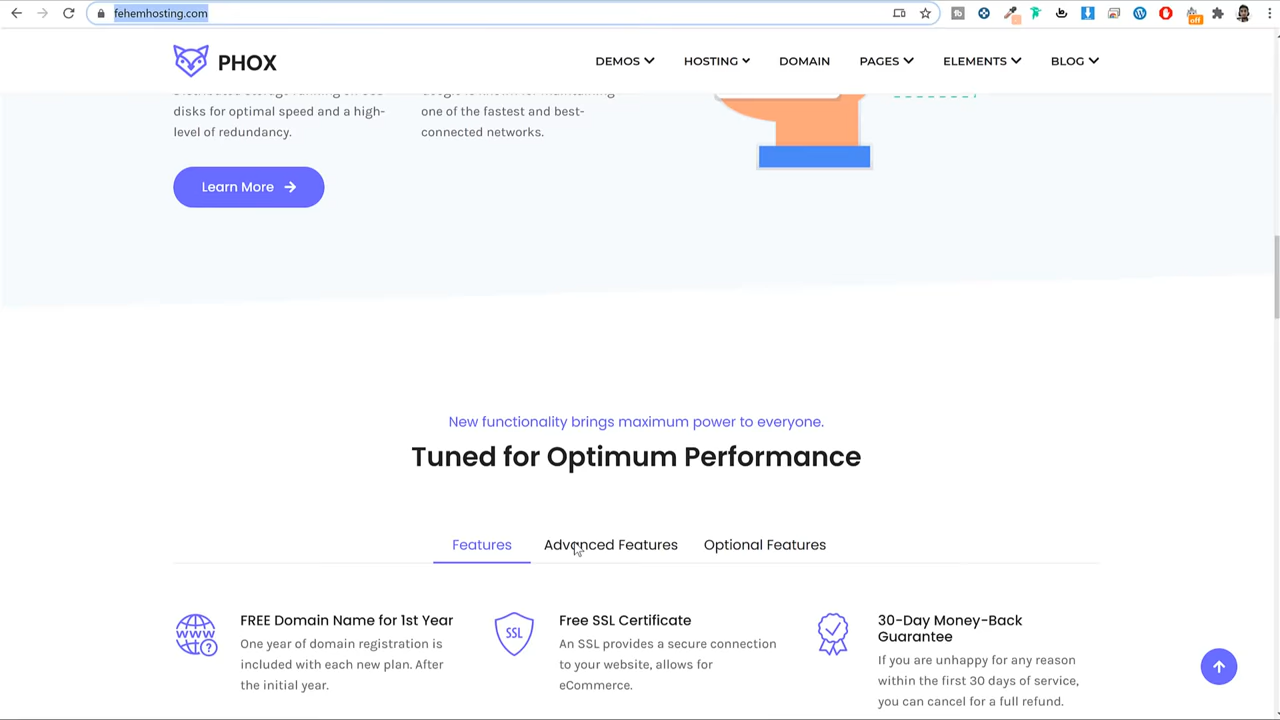 fehemhosting.com
off
PHOX
DEMOS HOSTING DOMAIN PAGES ELEMENTS BLOG
disks for optimal speed and a high-
level of redundancy.
one of the fastest and best-
connected networks.
Learn More
New functionality brings maximum power to everyone.
Tuned for Optimum Performance
Features Advanced Features Optional Features
WWW
?
FREE Domain Name for 1st Year
One year of domain registration is
included with each new plan. After
the initial year.
SSL
Free SSL Certificate
An SSL provides a secure connection
to your website, allows for
eCommerce.
30-Day Money-Back
Guarantee
If you are unhappy for any reason
within the first 30 days of service,
you can cancel for a full refund.